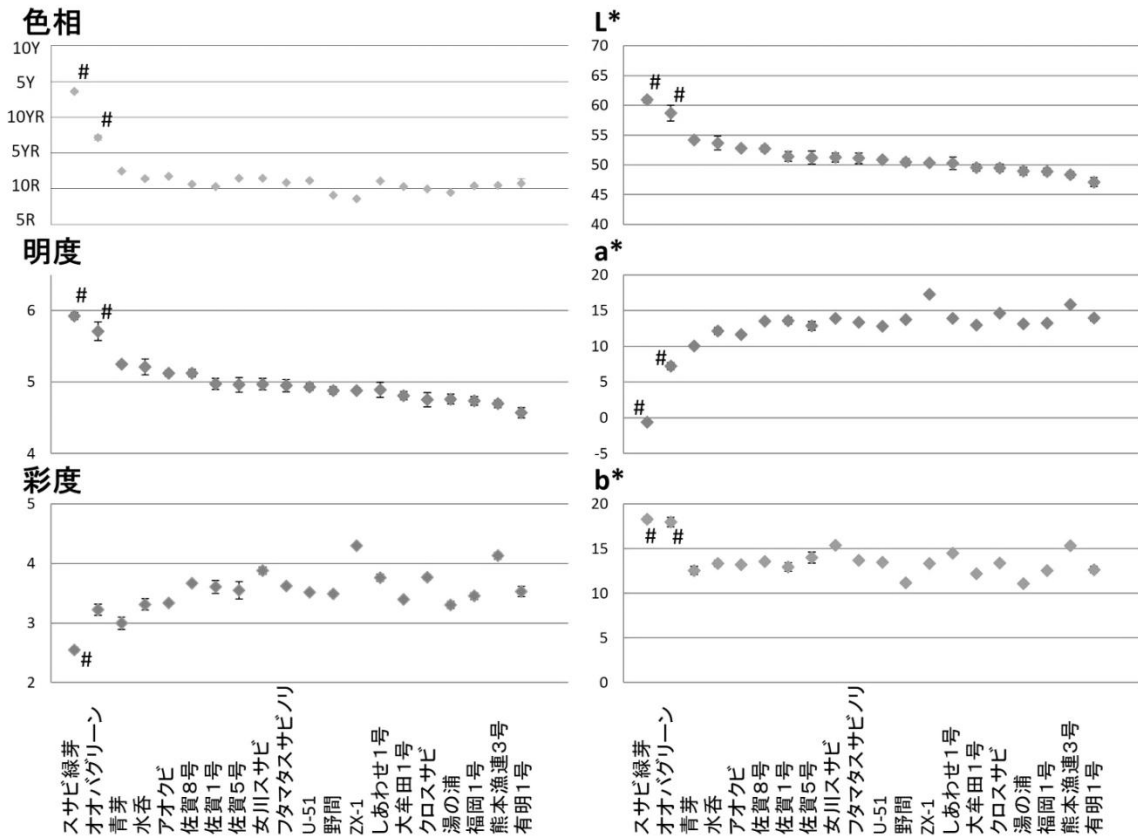 色相
10Y
5Y
10YR
5YR
10R
5R
#
#
明度
6
5
4
#
#
彩度
5
4
3
2
#
スサビ緑芽
オオバグリーン
青芽
水呑
アオクビ
佐賀8号
佐賀1号
佐賀5号
女川スサビ
フタマタスサビノリ
U-51
野間
ZX-1
しあわせ1号
大牟田1号
クロスサビ
湯の浦
福岡1号
熊本漁連3号
有明1号
L*
70
65
60
55
50
45
40
#
#
a*
20
15
10
5
0
-5
#
#
b*
20
15
10
5
0
#
#
スサビ緑芽
オオバグリーン
青芽
水呑
アオクビ
佐賀8号
佐賀1号
佐賀5号
女川スサビ
フタマタスサビノリ
U-51
野間
ZX-1
しあわせ1号
大牟田1号
クロスサビ
湯の浦
福岡1号
熊本漁連3号
有明1号